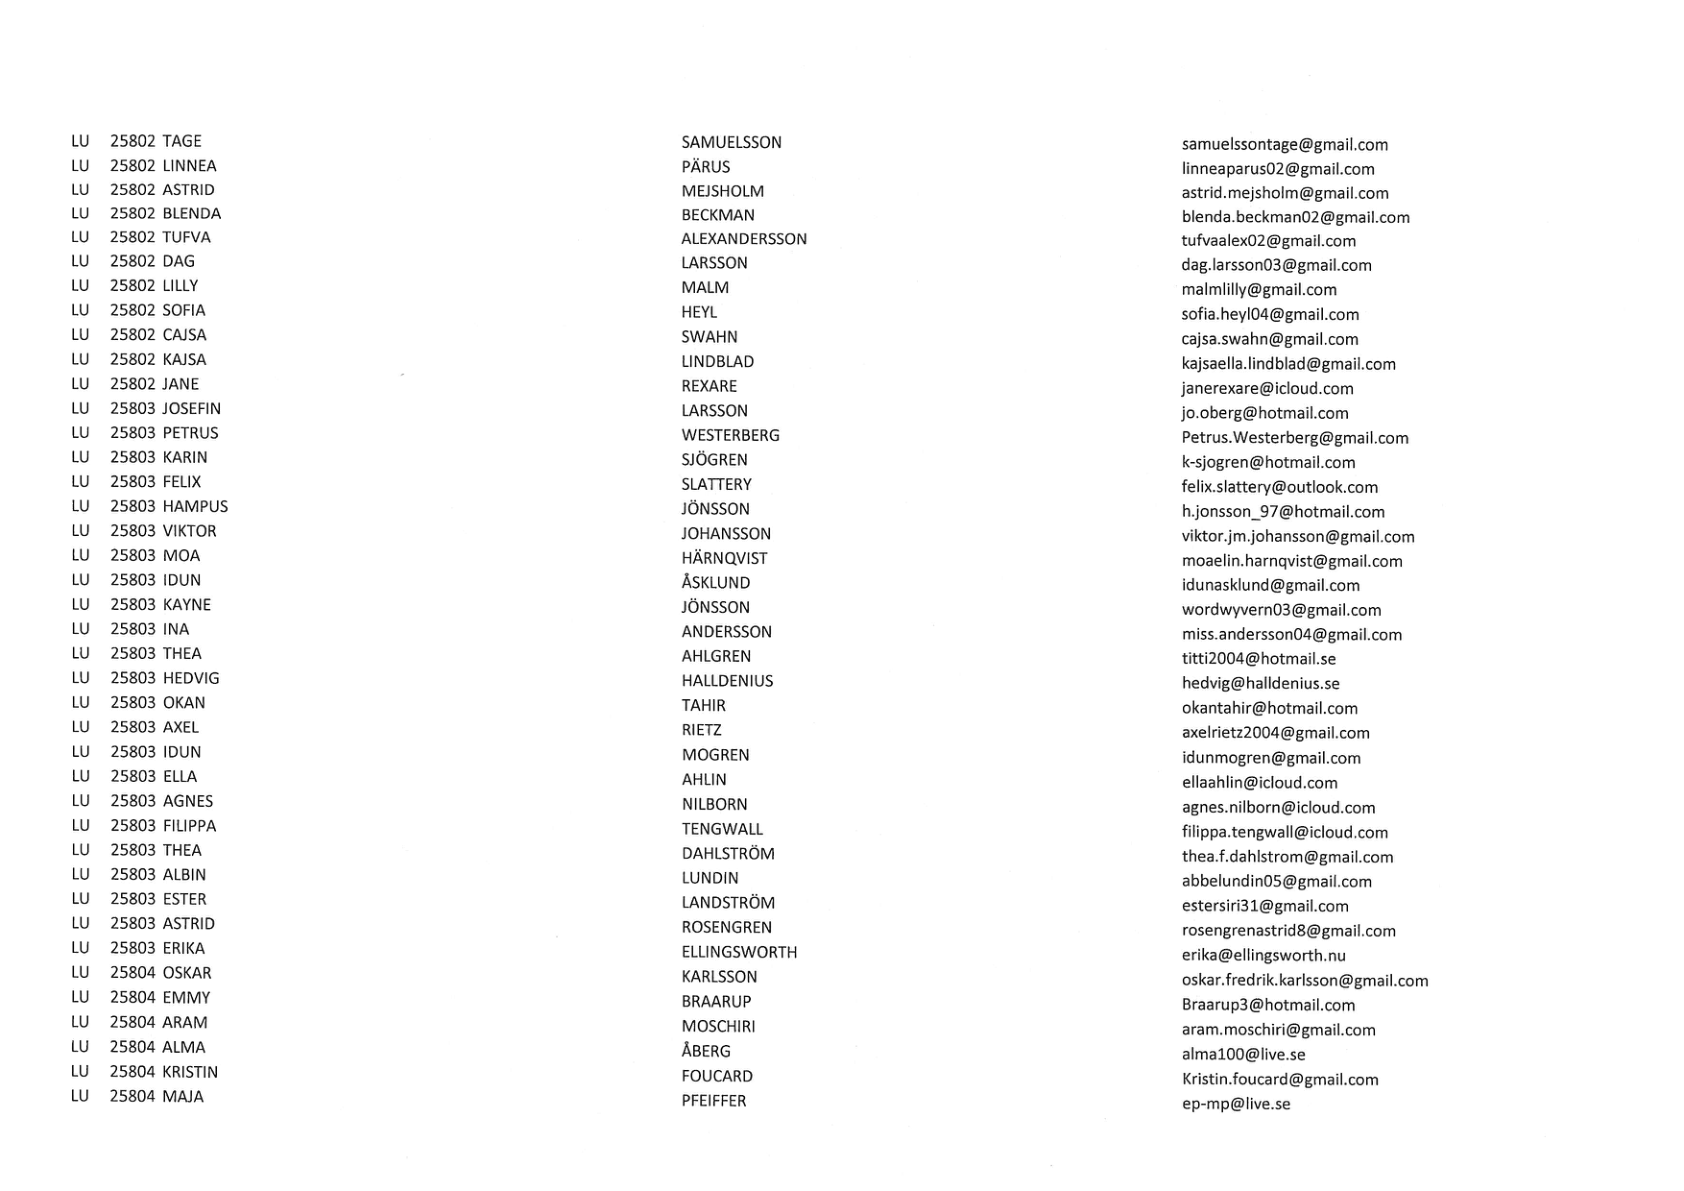 LU 25802 TAGE SAMUELSSON samuelssontage@gmail.com
LU 25802 LINNEA PÄRUS linneaparus02@gmail.com
LU 25802 ASTRID MEJSHOLM astrid.mejsholm@gmail.com
LU 25802 BLENDA BECKMAN blenda.beckman02@gmail.com
LU 25802 TUFVA ALEXANDERSSON tufvaalex02@gmail.com
LU 25802 DAG LARSSON dag.larsson03@gmail.com
LU 25802 LILLY MALM malmlilly@gmail.com
LU 25802 SOFIA HEYL sofia.heyl04@gmail.com
LU 25802 CAJSA SWAHN cajsa.swahn@gmail.com
LU 25802 KAJSA LINDBLAD kajsaella.lindblad@gmail.com
LU 25802 JANE REXARE janerexare@icloud.com
LU 25803 JOSEFIN LARSSON jo.oberg@hotmail.com
LU 25803 PETRUS WESTERBERG Petrus.Westerberg@gmail.com
LU 25803 KARIN SJÖGREN k-sjogren@hotmail.com
LU 25803 FELIX SLATTERY felix.slattery@outlook.com
LU 25803 HAMPUS JÖNSSON h.jonsson_97@hotmail.com
LU 25803 VIKTOR JOHANSSON viktor.jm.johansson@gmail.com
LU 25803 MOA HÄRNQVIST moaelin.harnqvist@gmail.com
LU 25803 IDUN ÅSKLUND idunasklund@gmail.com
LU 25803 KAYNE JÖNSSON wordwyvern03@gmail.com
LU 25803 INA ANDERSSON miss.andersson04@gmail.com
LU 25803 THEA AHLGREN titti2004@hotmail.se
LU 25803 HEDVIG HALLDENIUS hedvig@halldenius.se
LU 25803 OKAN TAHIR okantahir@hotmail.com
LU 25803 AXEL RIETZ axelrietz2004@gmail.com
LU 25803 IDUN MOGREN idunmogren@gmail.com
LU 25803 ELLA AHLIN ellaahlin@icloud.com
LU 25803 AGNES NILBORN agnes.nilborn@icloud.com
LU 25803 FILIPPA TENGWALL filippa.tengwall@icloud.com
LU 25803 THEA DAHLSTRÖM thea.f.dahlstrom@gmail.com
LU 25803 ALBIN LUNDIN abbelundin05@gmail.com
LU 25803 ESTER LANDSTRÖM estersiri31@gmail.com
LU 25803 ASTRID ROSENGREN rosengrenastrid8@gmail.com
LU 25803 ERIKA ELLINGSWORTH erika@ellingsworth.nu
LU 25804 OSKAR KARLSSON oskar.fredrik.karlsson@gmail.com
LU 25804 EMMY BRAARUP Braarup3@hotmail.com
LU 25804 ARAM MOSCHIRI aram.moschiri@gmail.com
LU 25804 ALMA ÅBERG alma100@live.se
LU 25804 KRISTIN FOUCARD Kristin.foucard@gmail.com
LU 25804 MAJA PFEIFFER ep-mp@live.se